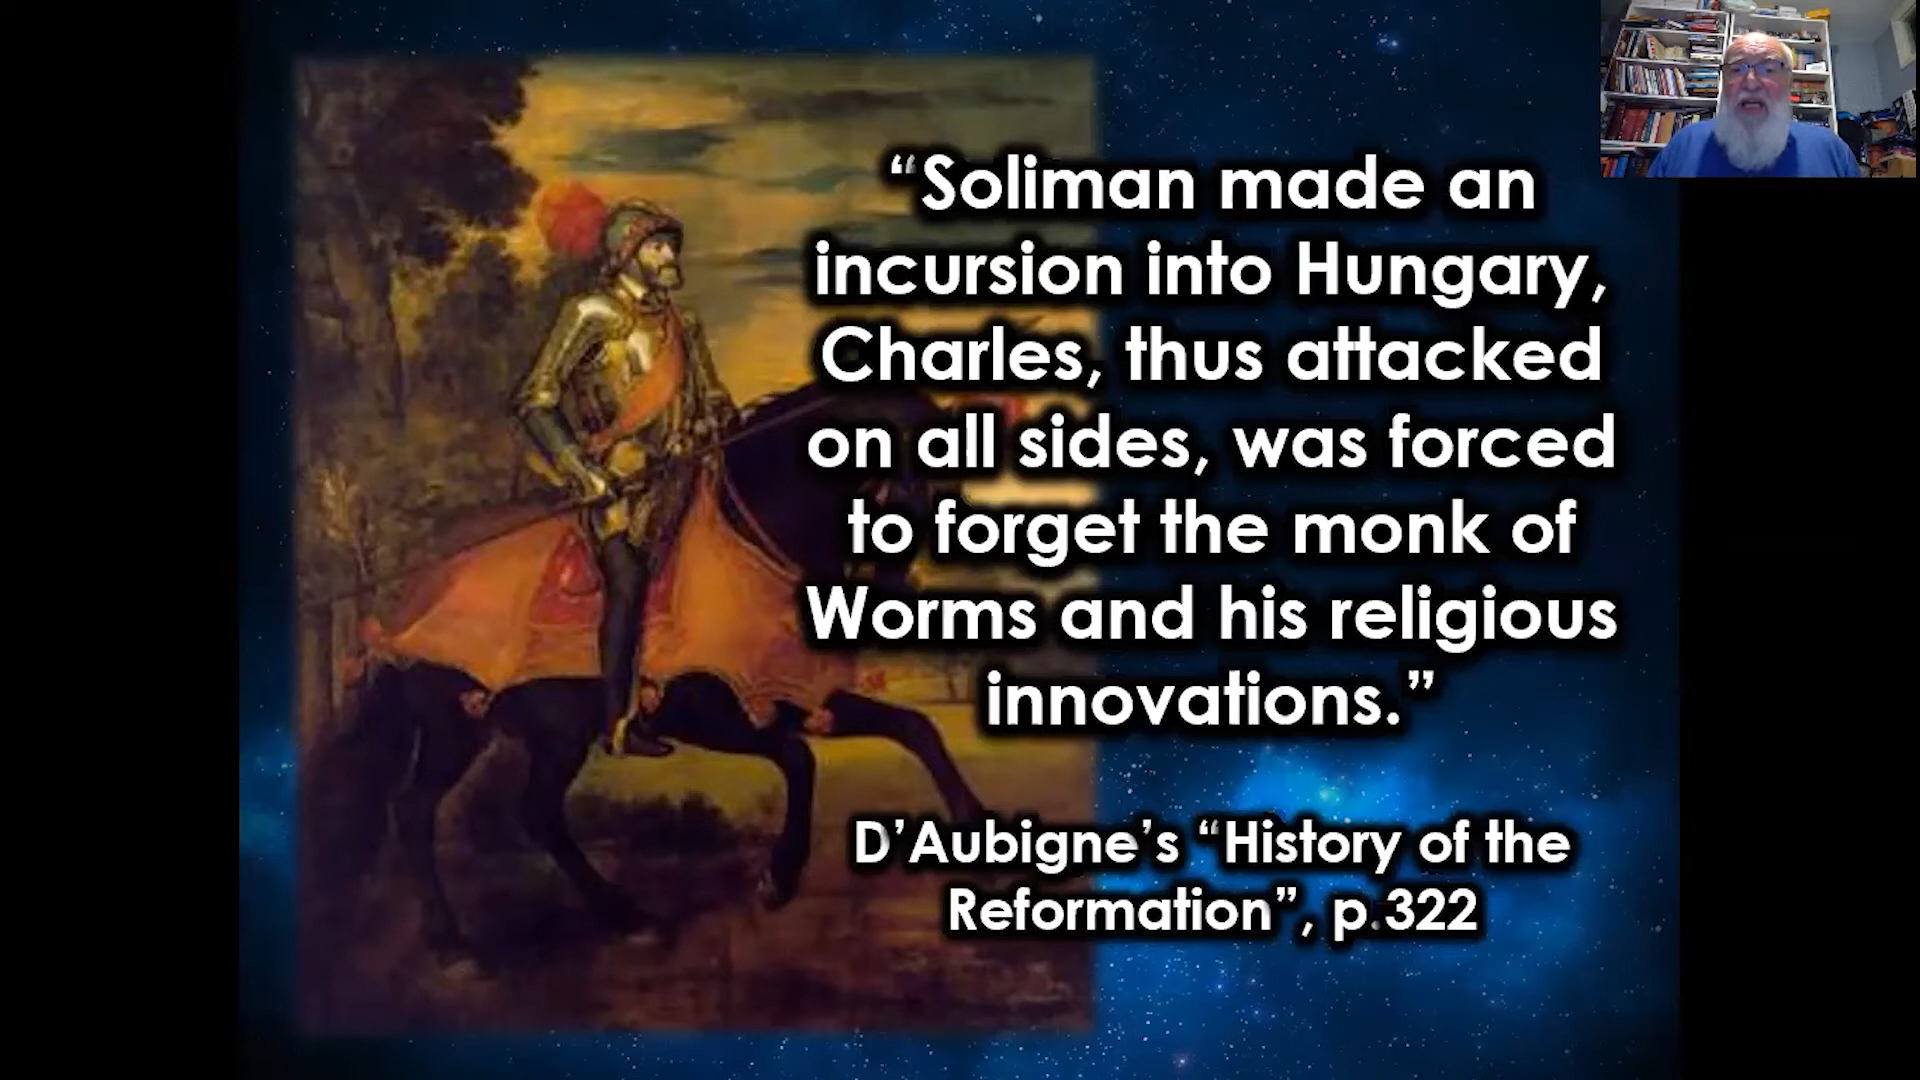 “Soliman made an
incursion into Hungary,
Charles, thus attacked
on all sides, was forced
to forget the monk of
Worms and his religious
innovations.”
D’Aubigne’s “History of the
Reformation”, p.322